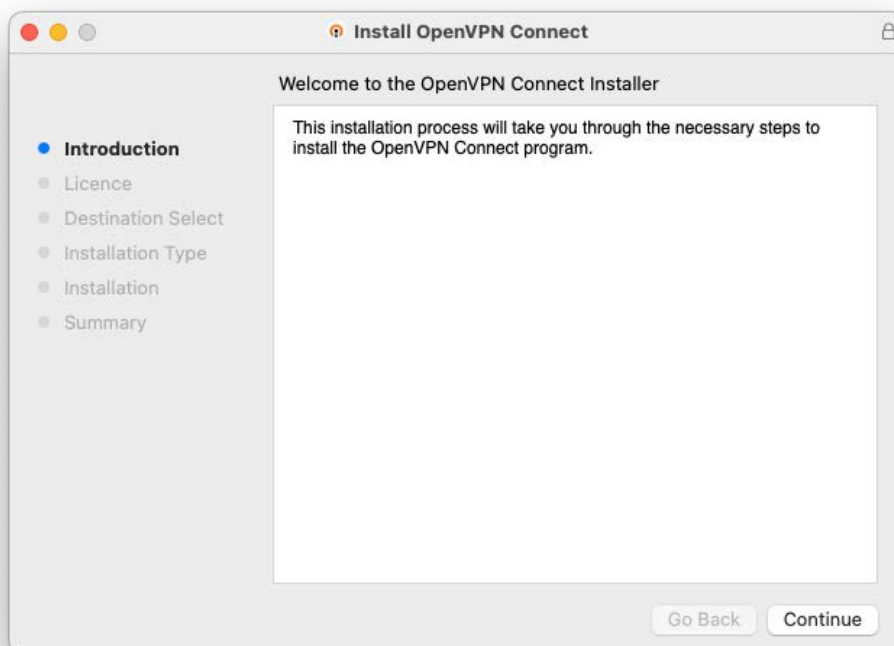 Install OpenVPN Connect
Welcome to the OpenVPN Connect Installer
Introduction
Licence
Destination Select
Installation Type
Installation
Summary
This installation process will take you through the necessary steps to
install the OpenVPN Connect program.
Go Back
Continue